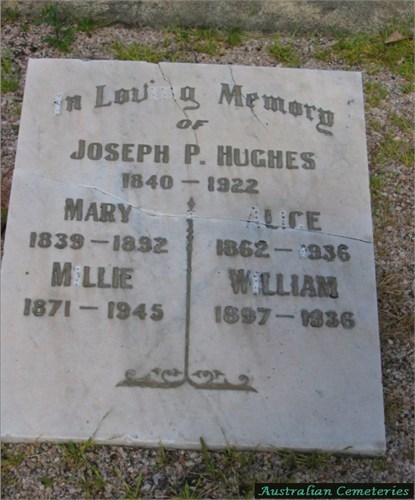 In Loving Memory
OF
JOSEPH P. HUGHES
1840 – 1922
MARY
1839 – 1892
MILLIE
1871 – 1945
ALICE
1862 – 1936
WILLIAM
1897 – 1936
Australian Cemeteries